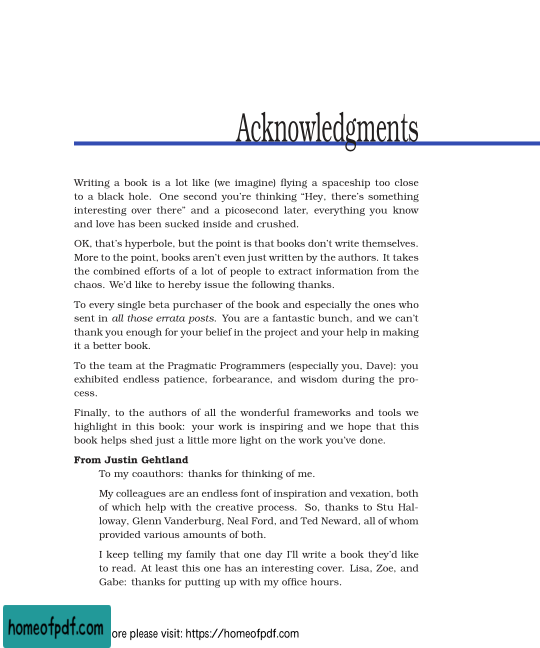 Acknowledgments
Writing a book is a lot like (we imagine) flying a spaceship too close
to a black hole. One second you're thinking “Hey, there's something
interesting over there” and a picosecond later, everything you know
and love has been sucked inside and crushed.
OK, that's hyperbole, but the point is that books don't write themselves.
More to the point, books aren't even just written by the authors. It takes
the combined efforts of a lot of people to extract information from the
chaos. We'd like to hereby issue the following thanks.
To every single beta purchaser of the book and especially the ones who
sent in all those errata posts. You are a fantastic bunch, and we can't
thank you enough for your belief in the project and your help in making
it a better book.
To the team at the Pragmatic Programmers (especially you, Dave): you
exhibited endless patience, forbearance, and wisdom during the pro-
cess.
Finally, to the authors of all the wonderful frameworks and tools we
highlight in this book: your work is inspiring and we hope that this
book helps shed just a little more light on the work you've done.
From Justin Gehtland
To my coauthors: thanks for thinking of me.
My colleagues are an endless font of inspiration and vexation, both
of which help with the creative process. So, thanks to Stu Hal-
loway, Glenn Vanderburg, Neal Ford, and Ted Neward, all of whom
provided various amounts of both.
I keep telling my family that one day I'll write a book they'd like
to read. At least this one has an interesting cover. Lisa, Zoe, and
Gabe: thanks for putting up with my office hours.
homeofpdf.com
ore please visit: https://homeofpdf.com